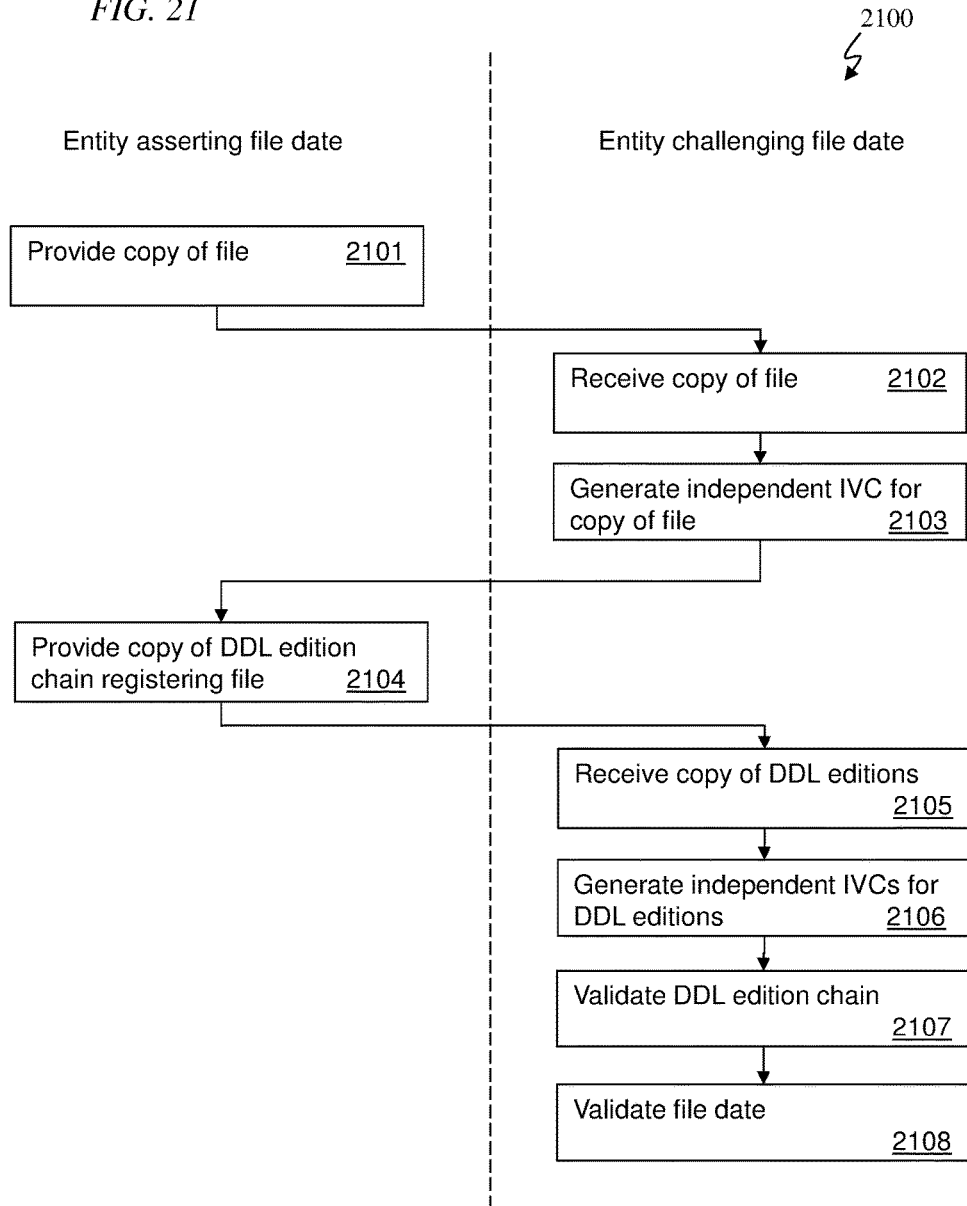 FIG. 21
2100
Entity asserting file date
Entity challenging file date
Provide copy of file 2101
Receive copy of file 2102
Generate independent IVC for
copy of file 2103
Provide copy of DDL edition
chain registering file 2104
Receive copy of DDL editions
2105
Generate independent IVCs for
DDL editions 2106
Validate DDL edition chain
2107
Validate file date
2108